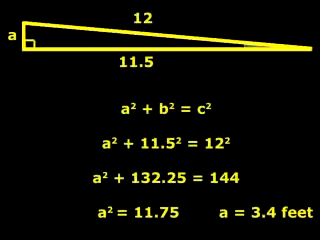 12
a
11.5
a² + b² = c²
a² + 11.5² = 12²
a² + 132.25 = 144
a² = 11.75 a = 3.4 feet